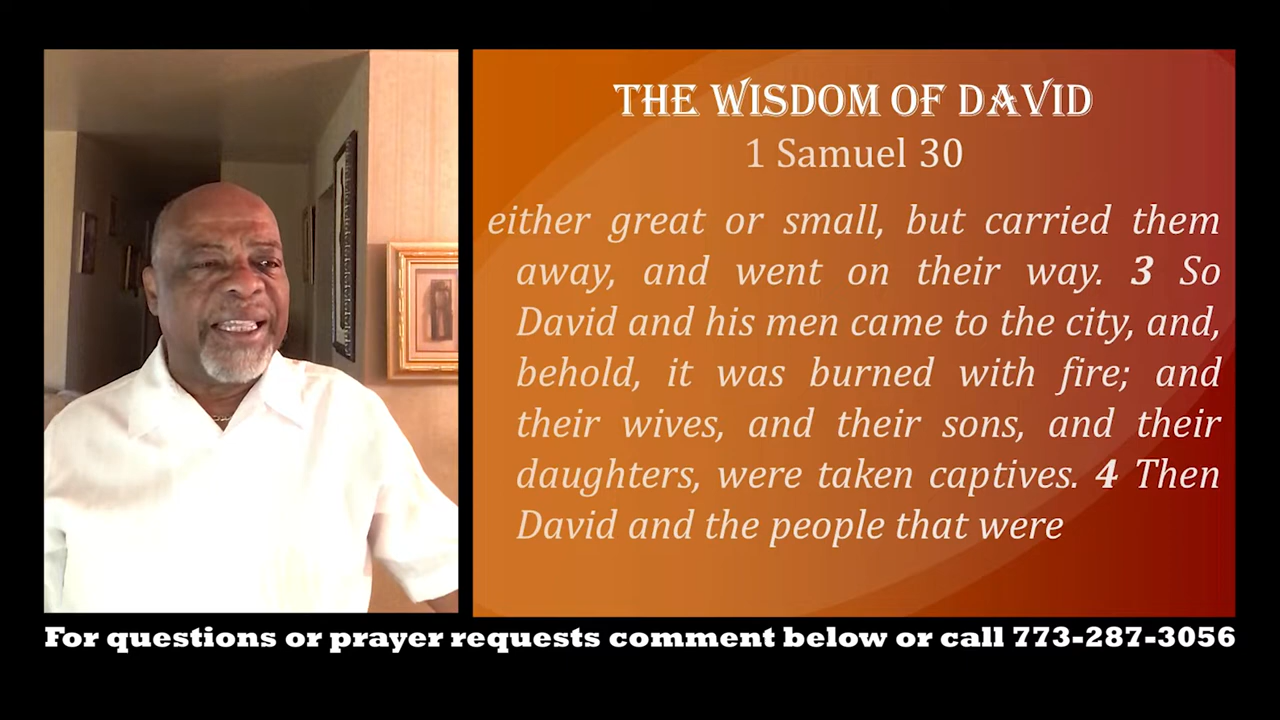 THE WISDOM OF DAVID
1 Samuel 30
either great or small, but carried them
away, and went on their way. 3 So
David and his men came to the city, and,
behold, it was burned with fire; and
their wives, and their sons, and their
daughters, were taken captives. 4 Then
David and the people that were
For questions or prayer requests comment below or call 773-287-3056